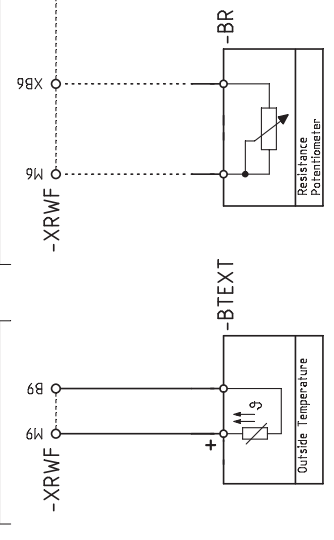 -BR
XB6
M6
-XRWF
Resistance
Potentiometer
-BTEXT
B9
M9
-XRWF
ϑ
+
Outside Temperature